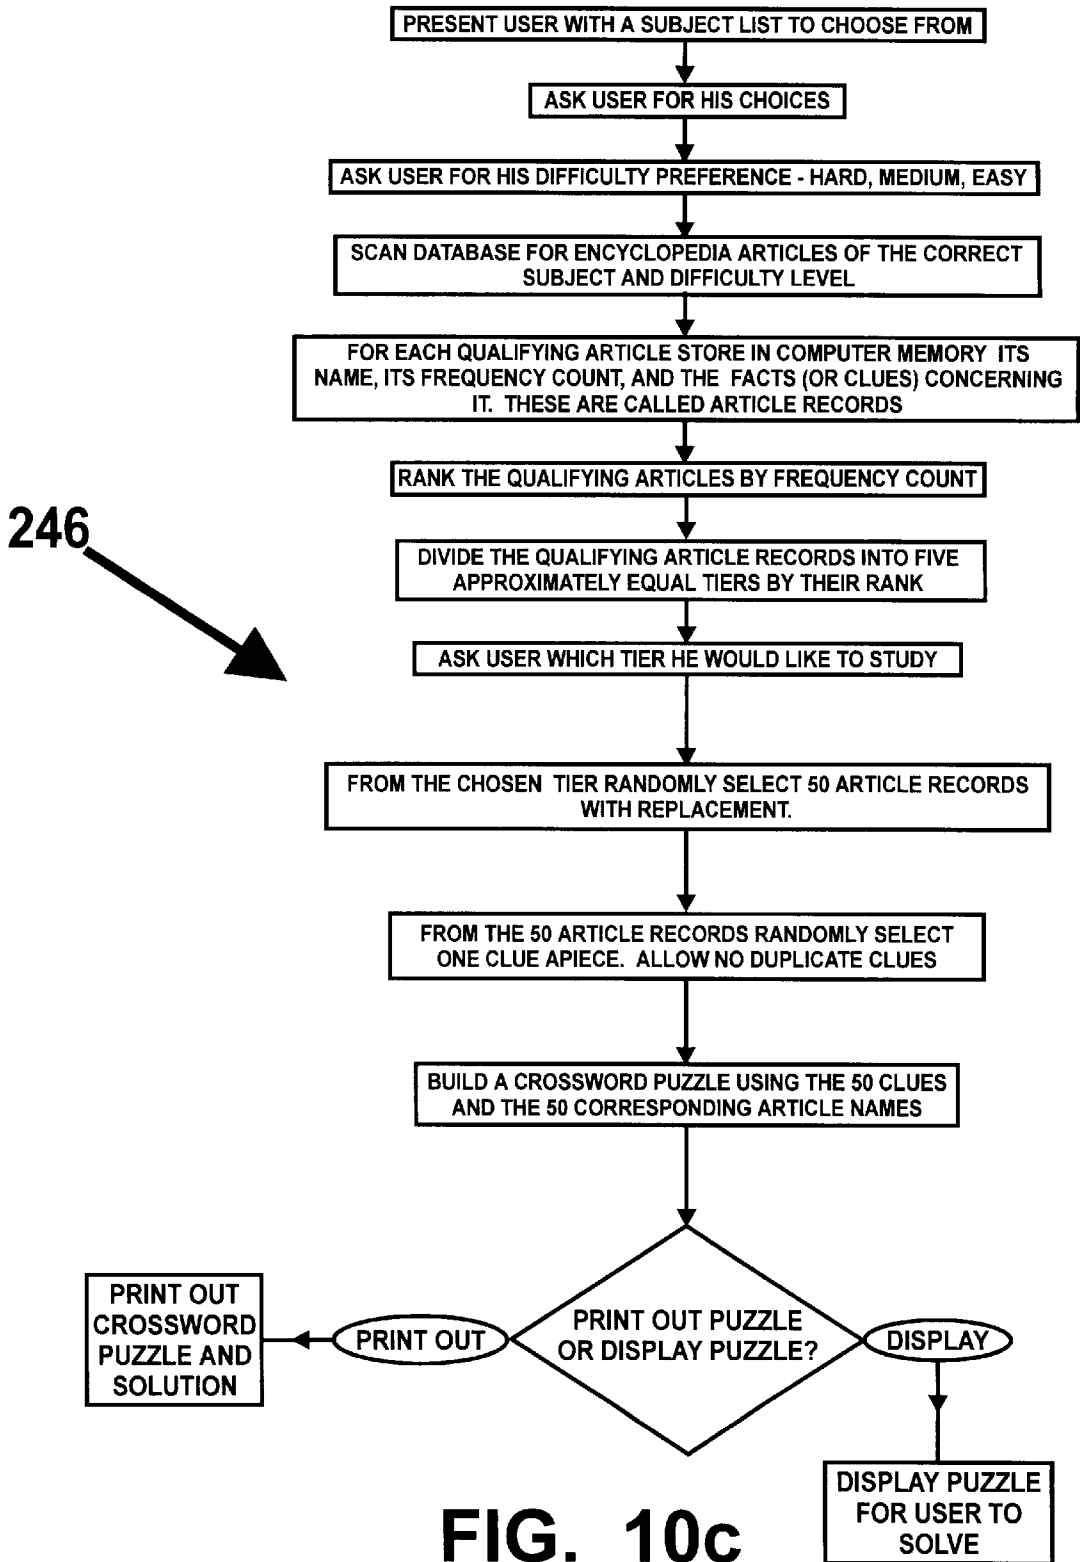 PRESENT USER WITH A SUBJECT LIST TO CHOOSE FROM
ASK USER FOR HIS CHOICES
ASK USER FOR HIS DIFFICULTY PREFERENCE - HARD, MEDIUM, EASY
SCAN DATABASE FOR ENCYCLOPEDIA ARTICLES OF THE CORRECT
SUBJECT AND DIFFICULTY LEVEL
FOR EACH QUALIFYING ARTICLE STORE IN COMPUTER MEMORY ITS
NAME, ITS FREQUENCY COUNT, AND THE FACTS (OR CLUES) CONCERNING
IT. THESE ARE CALLED ARTICLE RECORDS
RANK THE QUALIFYING ARTICLES BY FREQUENCY COUNT
246
DIVIDE THE QUALIFYING ARTICLE RECORDS INTO FIVE
APPROXIMATELY EQUAL TIERS BY THEIR RANK
ASK USER WHICH TIER HE WOULD LIKE TO STUDY
FROM THE CHOSEN TIER RANDOMLY SELECT 50 ARTICLE RECORDS
WITH REPLACEMENT.
FROM THE 50 ARTICLE RECORDS RANDOMLY SELECT
ONE CLUE APIECE. ALLOW NO DUPLICATE CLUES
BUILD A CROSSWORD PUZZLE USING THE 50 CLUES
AND THE 50 CORRESPONDING ARTICLE NAMES
PRINT OUT PUZZLE
OR DISPLAY PUZZLE?
PRINT OUT
PRINT OUT
CROSSWORD
PUZZLE AND
SOLUTION
DISPLAY
DISPLAY PUZZLE
FOR USER TO
SOLVE
FIG. 10c